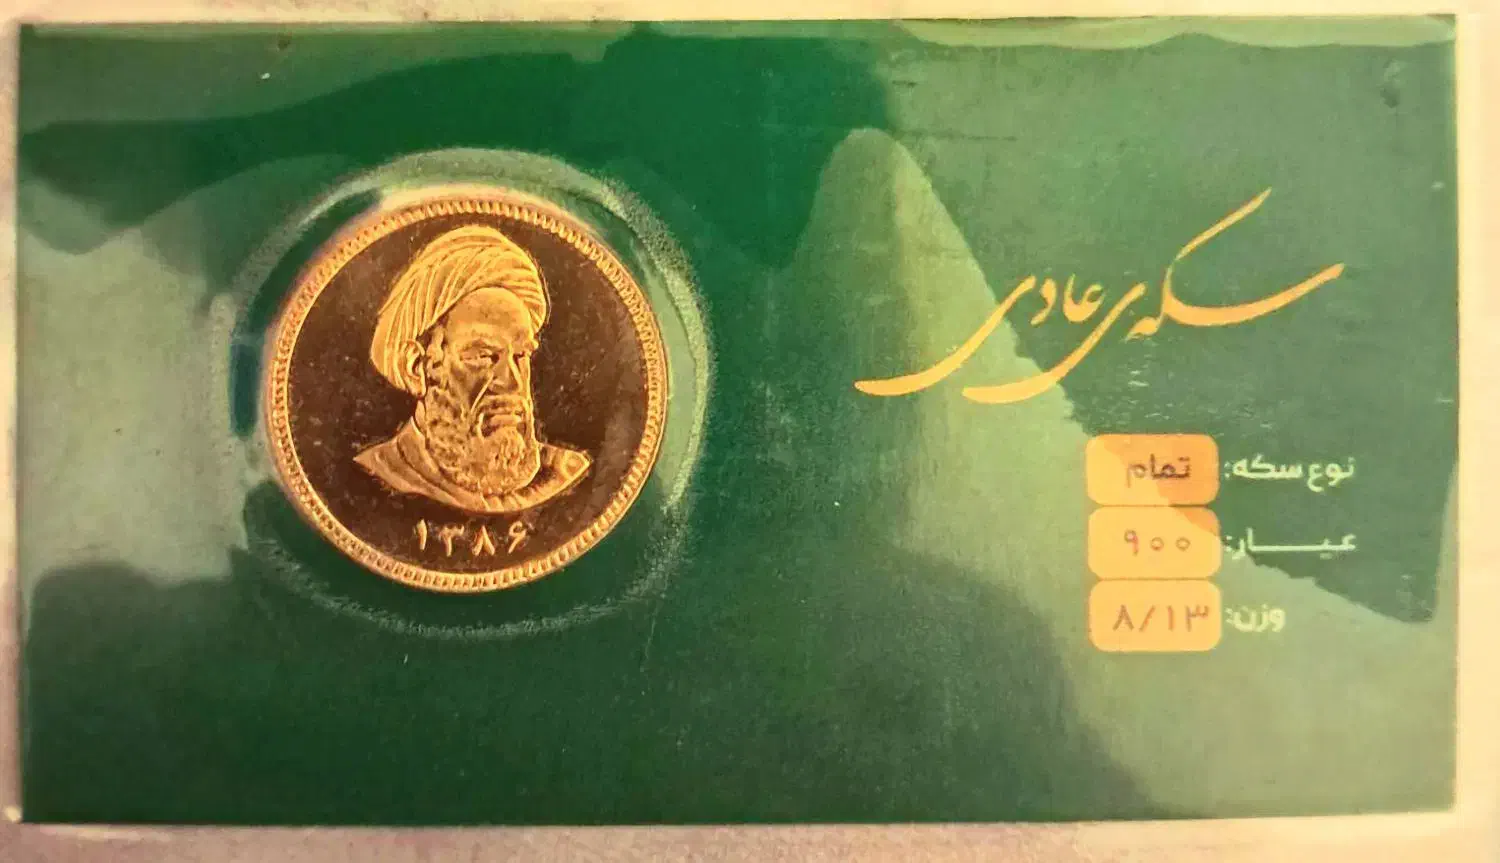 سکه‌ی عادی
نوع سکه: تمام
عیار: ۹۰۰
وزن: ۸/۱۳
۱۳۸۶